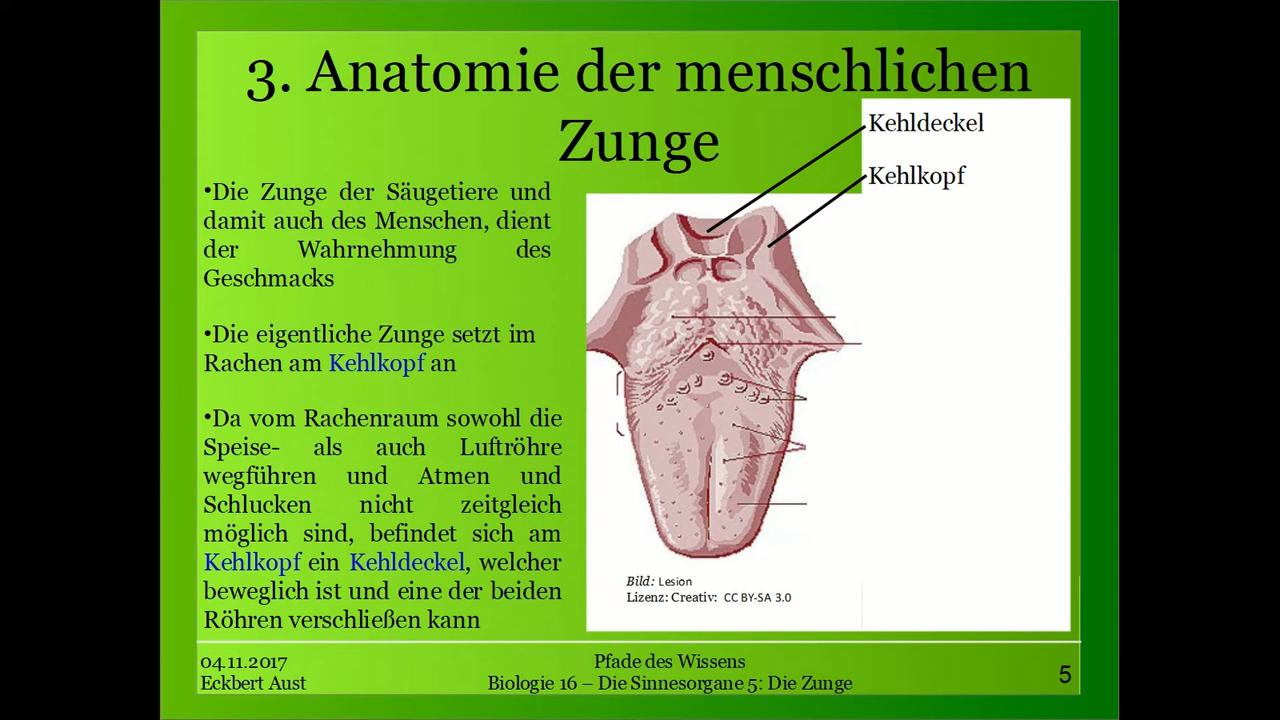 3. Anatomie der menschlichen
Zunge
Kehldeckel
Kehlkopf
•Die Zunge der Säugetiere und
damit auch des Menschen, dient
der Wahrnehmung des
Geschmacks
•Die eigentliche Zunge setzt im
Rachen am Kehlkopf an
•Da vom Rachenraum sowohl die
Speise- als auch Luftröhre
wegführen und Atmen und
Schlucken nicht zeitgleich
möglich sind, befindet sich am
Kehlkopf ein Kehldeckel, welcher
beweglich ist und eine der beiden
Röhren verschließen kann
Bild: Lesion
Lizenz: Creativ: CC BY-SA 3.0
04.11.2017
Eckbert Aust
Pfade des Wissens
Biologie 16 – Die Sinnesorgane 5: Die Zunge
5